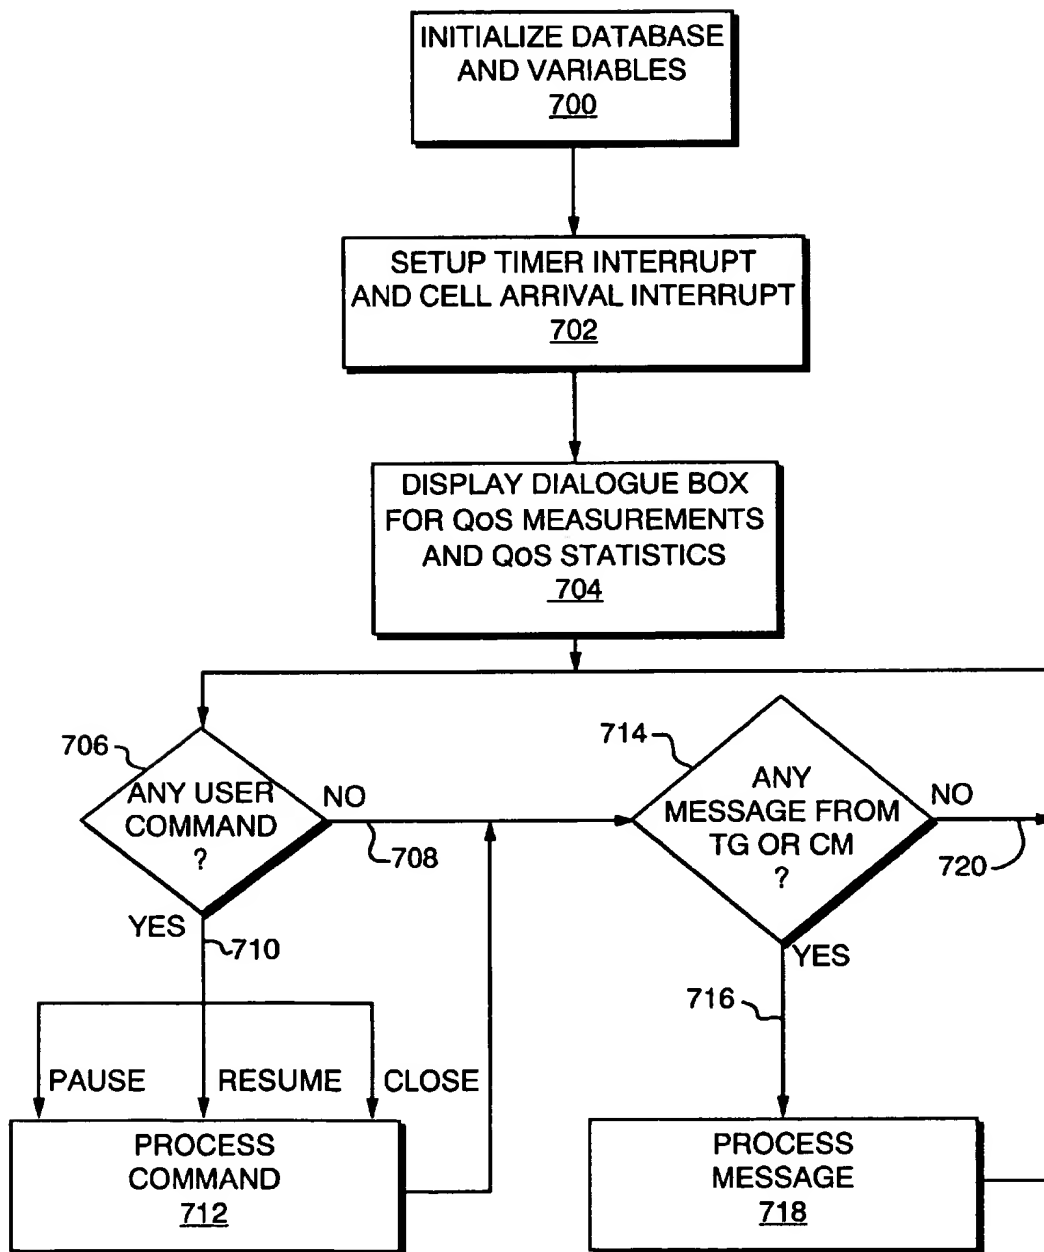 INITIALIZE DATABASE
AND VARIABLES
700
SETUP TIMER INTERRUPT
AND CELL ARRIVAL INTERRUPT
702
DISPLAY DIALOGUE BOX
FOR QoS MEASUREMENTS
AND QoS STATISTICS
704
706
ANY USER
COMMAND
?
NO
708
YES
710
PAUSE
RESUME
CLOSE
PROCESS
COMMAND
712
714
ANY
MESSAGE FROM
TG OR CM
?
NO
720
YES
716
PROCESS
MESSAGE
718